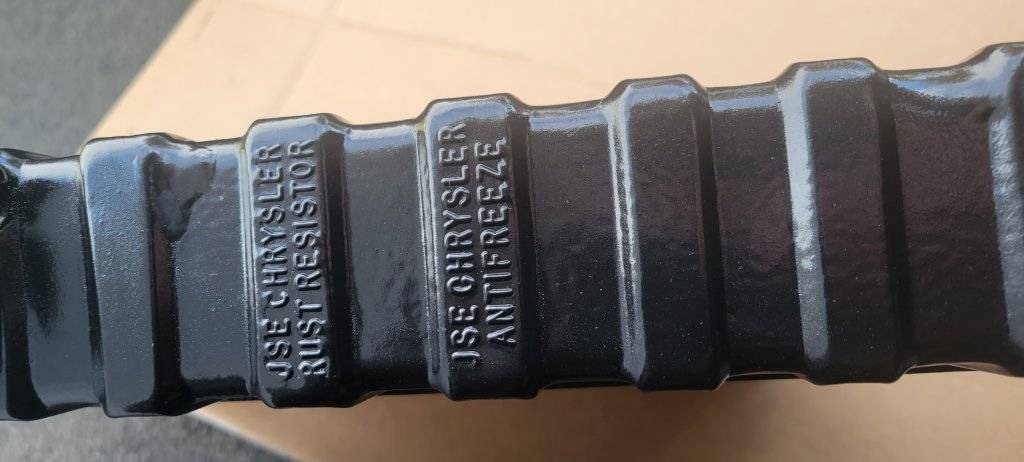 JSE CHRYSLER
RUST RESISTOR
JSE CHRYSLER
ANTIFREEZE